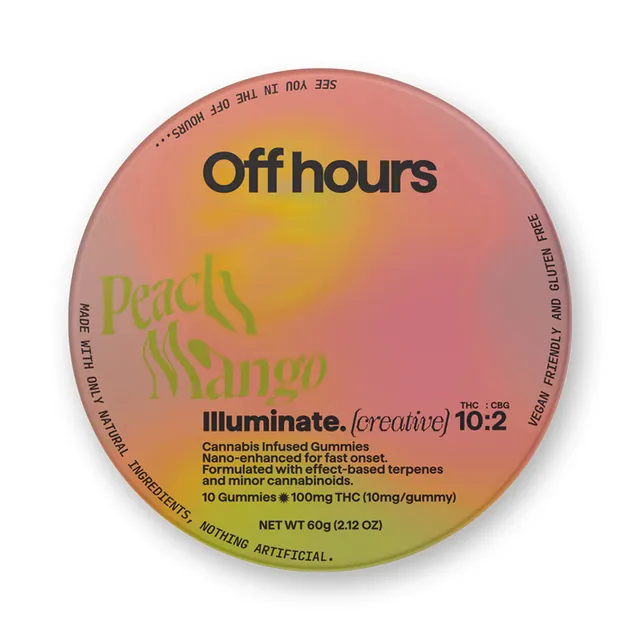 SEE YOU IN THE OFF HOURS...
Off hours
VEGAN FRIENDLY AND GLUTEN FREE
Peach
Mango
MADE WITH ONLY NATURAL INGREDIENTS, NOTHING ARTIFICIAL.
THC : CBG
Illuminate. (creative) 10:2
Cannabis Infused Gummies
Nano-enhanced for fast onset.
Formulated with effect-based terpenes
and minor cannabinoids.
10 Gummies ✹ 100mg THC (10mg/gummy)
NET WT 60g (2.12 OZ)